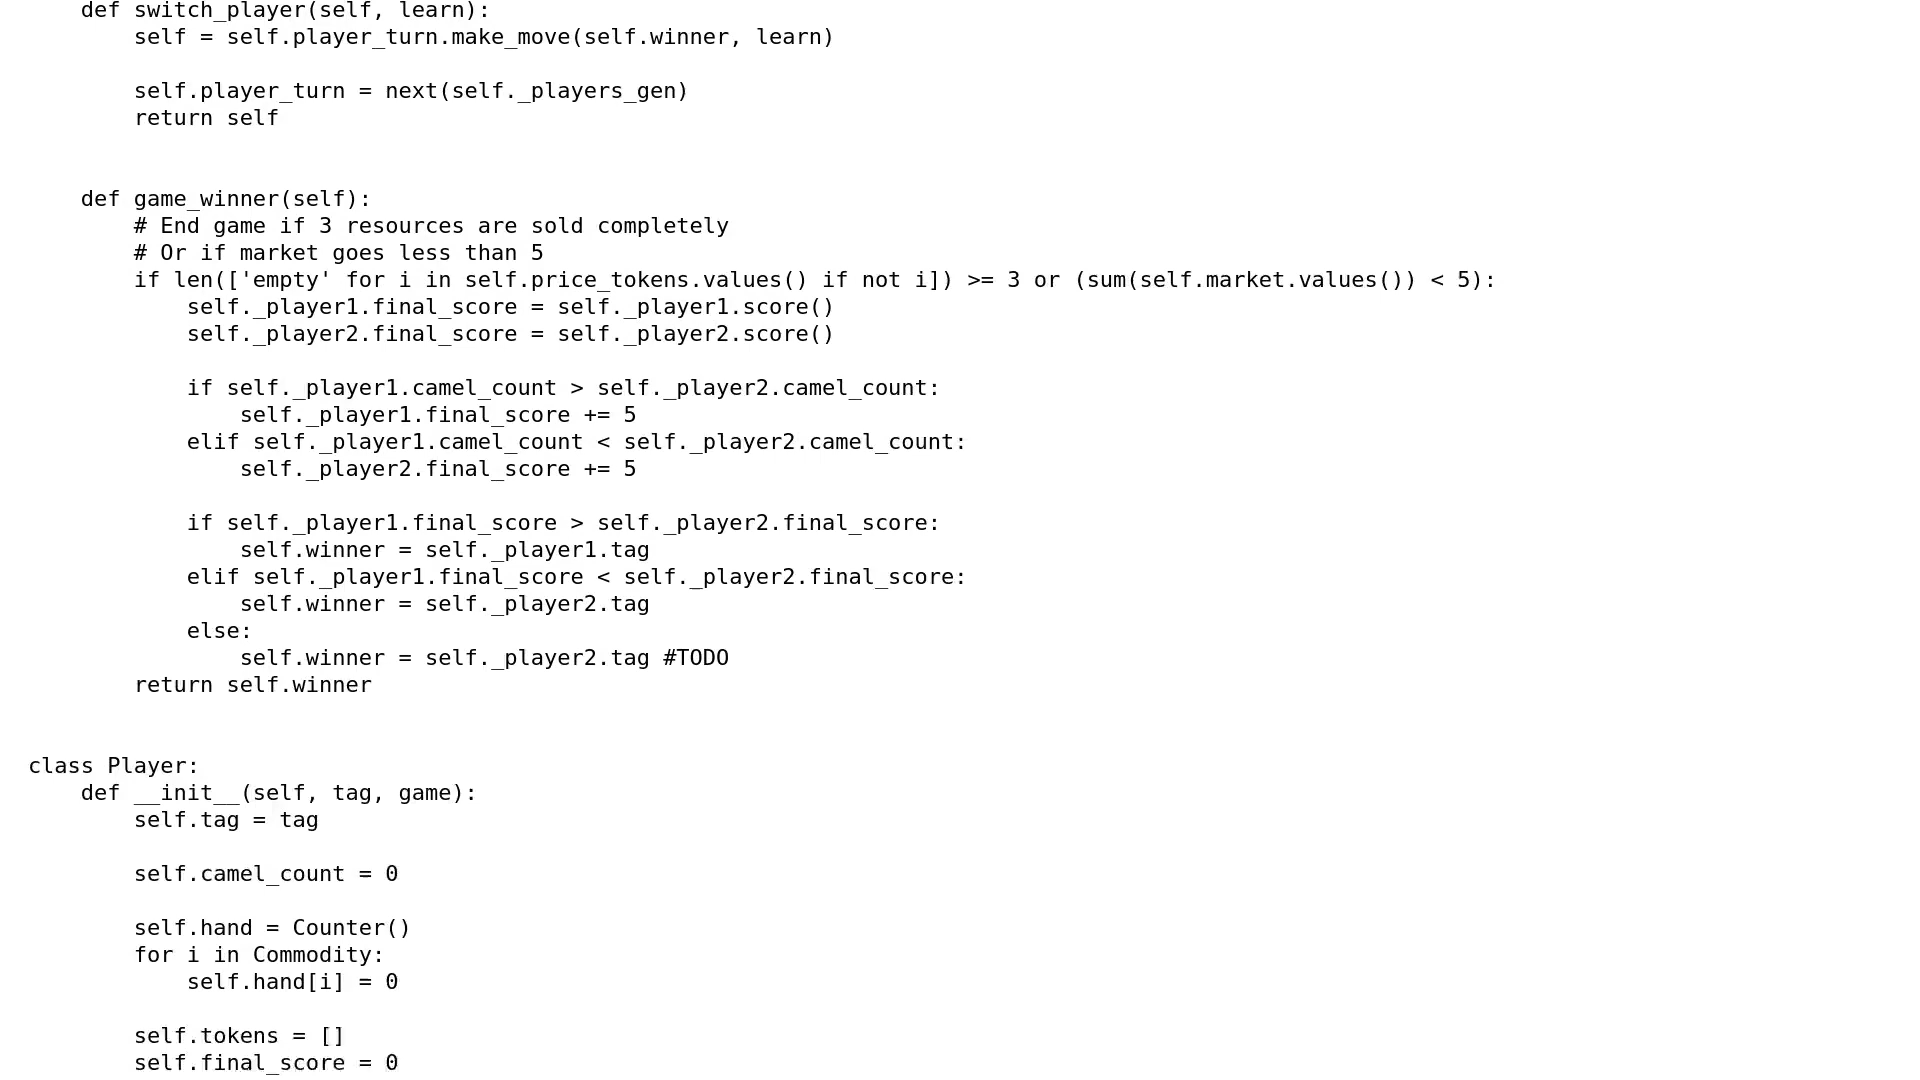 def switch_player(self, learn):
        self = self.player_turn.make_move(self.winner, learn)

        self.player_turn = next(self._players_gen)
        return self


    def game_winner(self):
        # End game if 3 resources are sold completely
        # Or if market goes less than 5
        if len(['empty' for i in self.price_tokens.values() if not i]) >= 3 or (sum(self.market.values()) < 5):
            self._player1.final_score = self._player1.score()
            self._player2.final_score = self._player2.score()

            if self._player1.camel_count > self._player2.camel_count:
                self._player1.final_score += 5
            elif self._player1.camel_count < self._player2.camel_count:
                self._player2.final_score += 5

            if self._player1.final_score > self._player2.final_score:
                self.winner = self._player1.tag
            elif self._player1.final_score < self._player2.final_score:
                self.winner = self._player2.tag
            else:
                self.winner = self._player2.tag #TODO
        return self.winner


class Player:
    def __init__(self, tag, game):
        self.tag = tag

        self.camel_count = 0

        self.hand = Counter()
        for i in Commodity:
            self.hand[i] = 0

        self.tokens = []
        self.final_score = 0